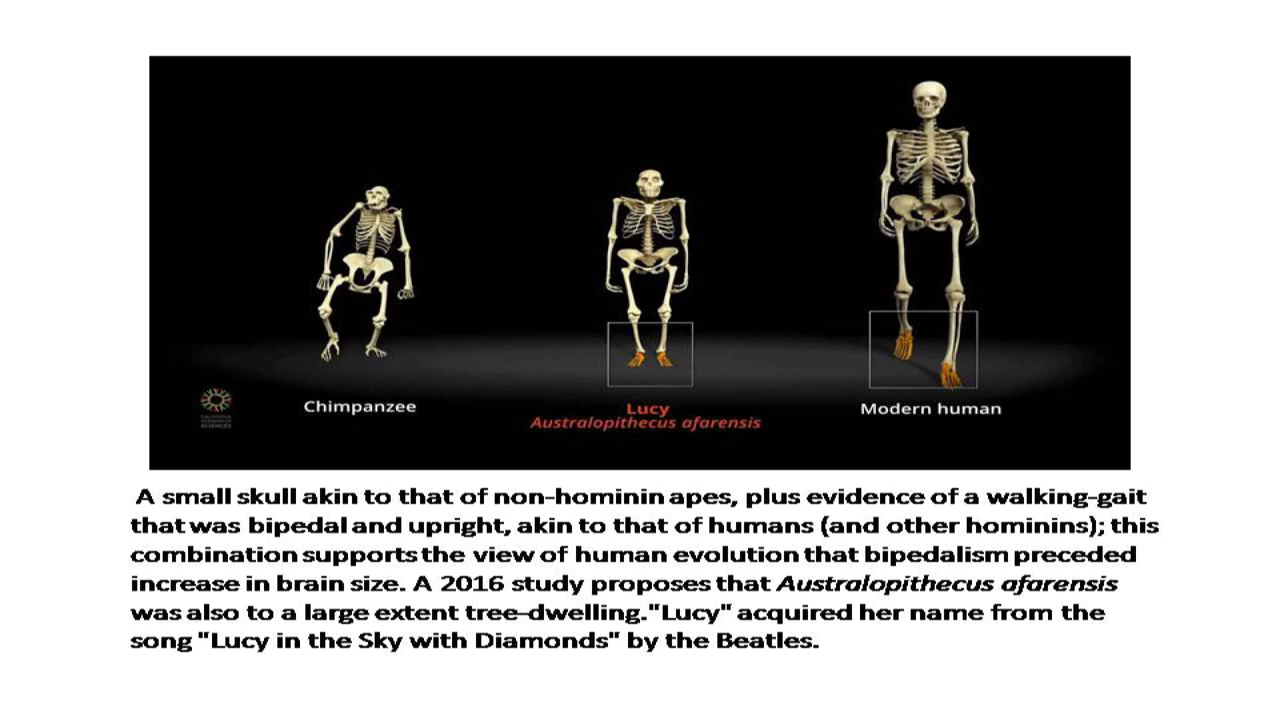 Chimpanzee
Lucy
Australopithecus afarensis
Modern human
CALIFORNIA
ACADEMY OF
SCIENCES
A small skull akin to that of non-hominin apes, plus evidence of a walking-gait
that was bipedal and upright, akin to that of humans (and other hominins); this
combination supports the view of human evolution that bipedalism preceded
increase in brain size. A 2016 study proposes that Australopithecus afarensis
was also to a large extent tree-dwelling."Lucy" acquired her name from the
song "Lucy in the Sky with Diamonds" by the Beatles.